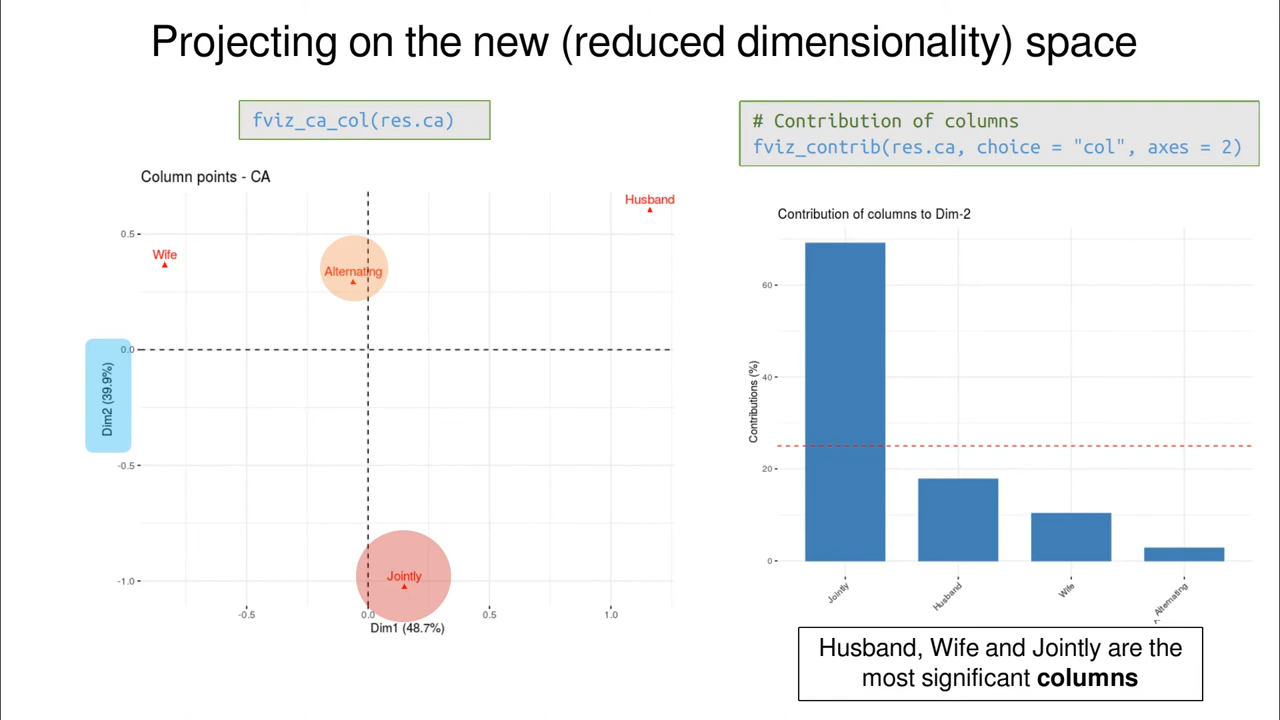 Projecting on the new (reduced dimensionality) space
fviz_ca_col(res.ca)
Column points - CA
Husband
Wife
Alternating
Jointly
0.5
0.0
-0.5
-1.0
Dim2 (39.9%)
-0.5
0.0
0.5
1.0
Dim1 (48.7%)
# Contribution of columns
fviz_contrib(res.ca, choice = "col", axes = 2)
Contribution of columns to Dim-2
60
40
20
0
Contributions (%)
Jointly
Husband
Wife
Alternating
Husband, Wife and Jointly are the
most significant columns